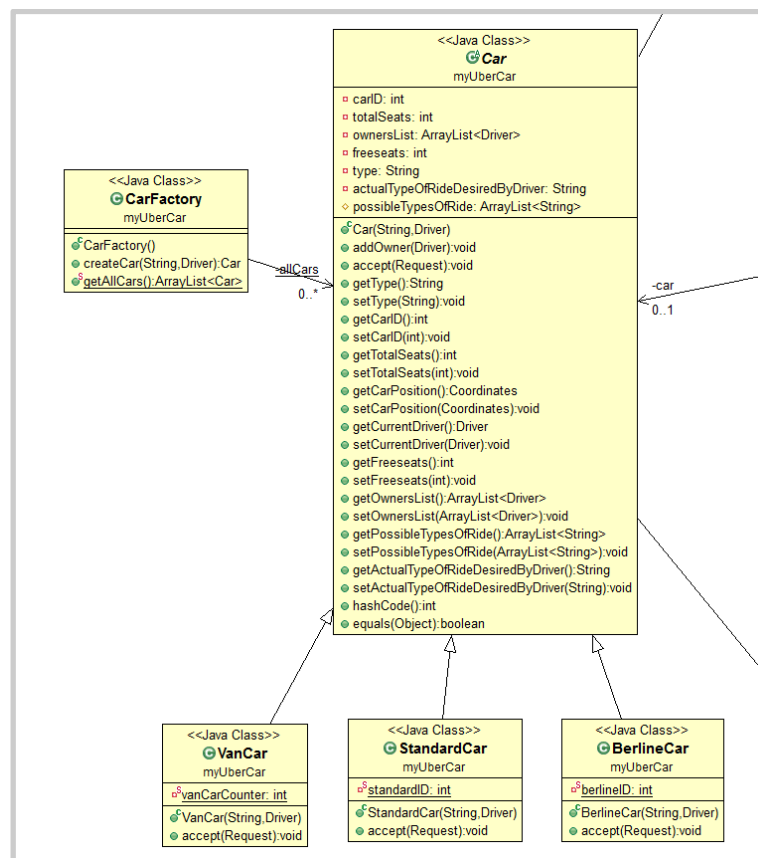 <<Java Class>>
Car
myUberCar
carID: int
totalSeats: int
ownersList: ArrayList<Driver>
freeseats: int
type: String
actualTypeOfRideDesiredByDriver: String
possibleTypesOfRide: ArrayList<String>
Car(String,Driver)
addOwner(Driver):void
accept(Request):void
getType():String
setType(String):void
getCarID():int
setCarID(int):void
getTotalSeats():int
setTotalSeats(int):void
getCarPosition():Coordinates
setCarPosition(Coordinates):void
getCurrentDriver():Driver
setCurrentDriver(Driver):void
getFreeseats():int
setFreeseats(int):void
getOwnersList():ArrayList<Driver>
setOwnersList(ArrayList<Driver>):void
getPossibleTypesOfRide():ArrayList<String>
setPossibleTypesOfRide(ArrayList<String>):void
getActualTypeOfRideDesiredByDriver():String
setActualTypeOfRideDesiredByDriver(String):void
hashCode():int
equals(Object):boolean
<<Java Class>>
CarFactory
myUberCar
CarFactory()
createCar(String,Driver):Car
getAllCars():ArrayList<Car>
-allCars
0..*
-car
0..1
<<Java Class>>
VanCar
myUberCar
vanCarCounter: int
VanCar(String,Driver)
accept(Request):void
<<Java Class>>
StandardCar
myUberCar
standardID: int
StandardCar(String,Driver)
accept(Request):void
<<Java Class>>
BerlineCar
myUberCar
berlineID: int
BerlineCar(String,Driver)
accept(Request):void